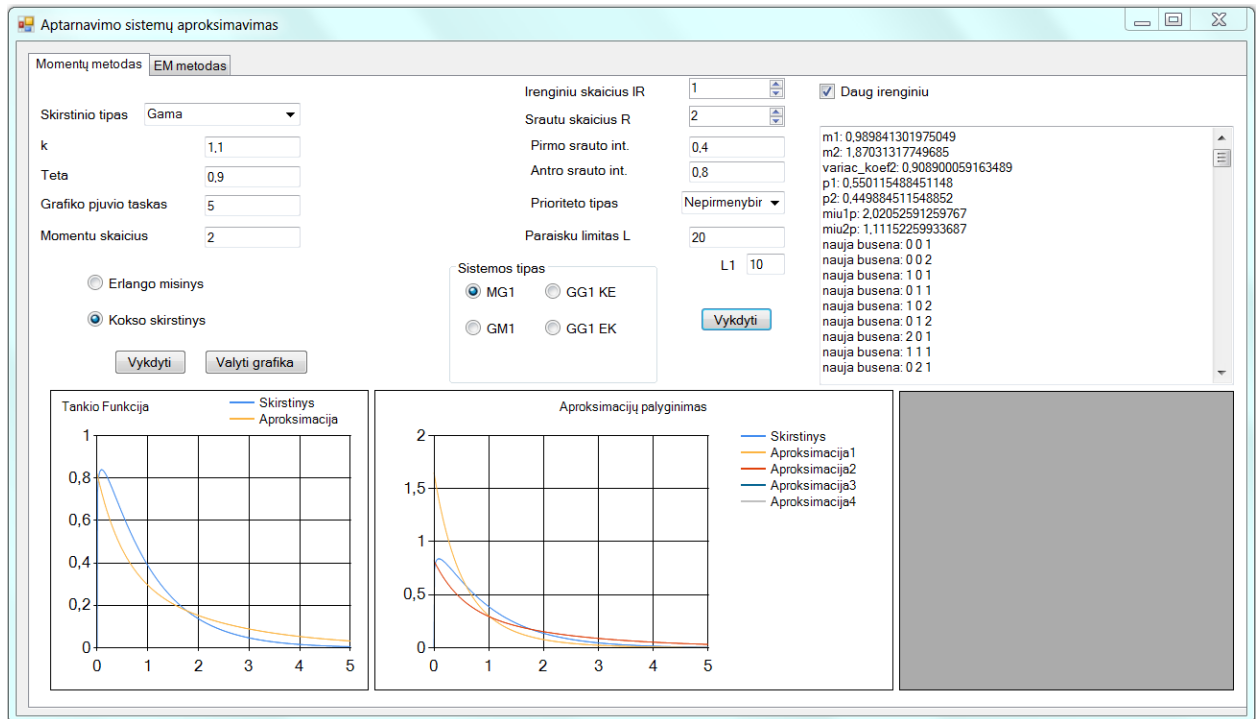 Aptarnavimo sistemų aproksimavimas
Momentų metodas
EM metodas
Skirstinio tipas
Gama
k
1,1
Teta
0,9
Grafiko pjuvio taskas
5
Momentu skaicius
2
Erlango misinys
Kokso skirstinys
Vykdyti
Valyti grafika
Irenginiu skaicius IR
1
Srautu skaicius R
2
Pirmo srauto int.
0,4
Antro srauto int.
0,8
Prioriteto tipas
Nepirmenybir
Paraisku limitas L
20
L1
10
Sistemos tipas
MG1
GG1 KE
GM1
GG1 EK
Vykdyti
Daug irenginiu
m1: 0,989841301975049
m2: 1,87031317749685
variac_koef2: 0,908900059163489
p1: 0,550115488451148
p2: 0,449884511548852
miu1p: 2,02052591259767
miu2p: 1,11152259933687
nauja busena: 0 0 1
nauja busena: 0 0 2
nauja busena: 1 0 1
nauja busena: 0 1 1
nauja busena: 1 0 2
nauja busena: 0 1 2
nauja busena: 2 0 1
nauja busena: 1 1 1
nauja busena: 0 2 1
Tankio Funkcija
Skirstinys
Aproksimacija
1
0,8
0,6
0,4
0,2
0
0 1 2 3 4 5
Aproksimacijų palyginimas
Skirstinys
Aproksimacija1
Aproksimacija2
Aproksimacija3
Aproksimacija4
2
1,5
1
0,5
0
0 1 2 3 4 5